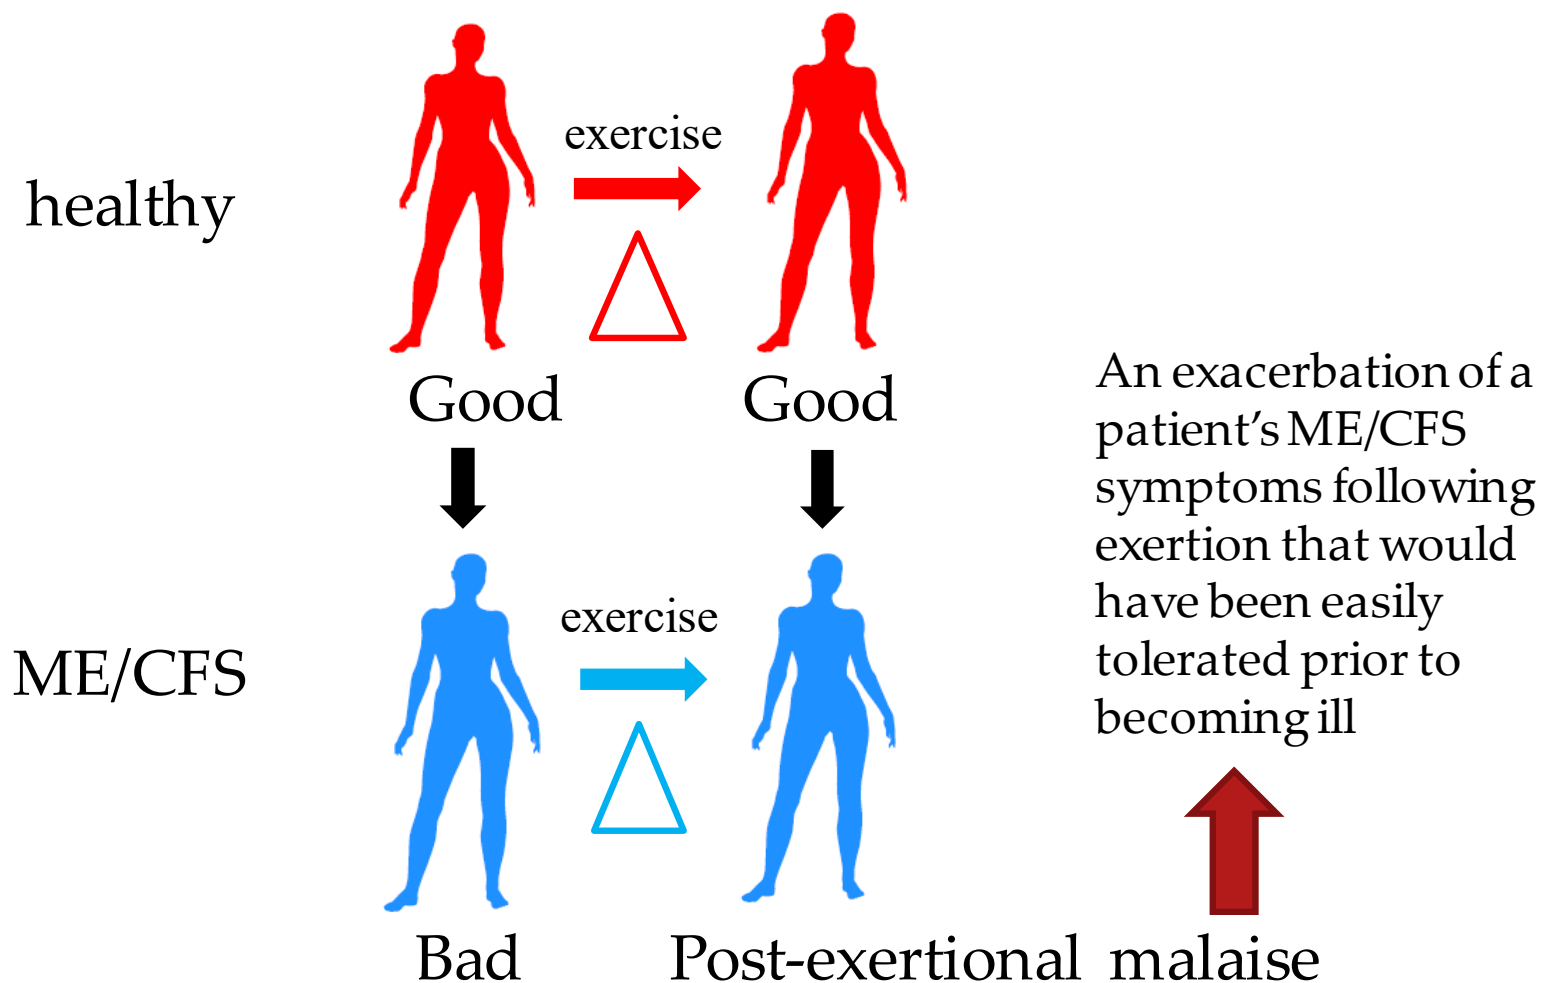 exercise
healthy
Good
Good
An exacerbation of a
patient’s ME/CFS
symptoms following
exertion that would
have been easily
tolerated prior to
becoming ill
exercise
ME/CFS
Bad
Post-exertional malaise